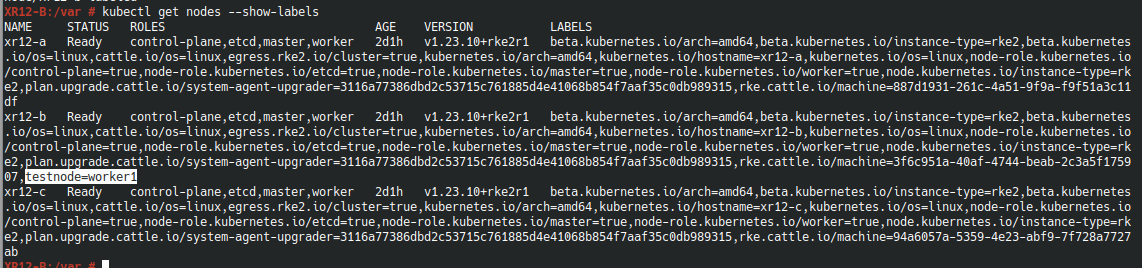 XR12-B:/var # kubectl get nodes --show-labels
NAME STATUS ROLES AGE VERSION LABELS
xr12-a Ready control-plane,etcd,master,worker 2d1h v1.23.10+rke2r1 beta.kubernetes.io/arch=amd64,beta.kubernetes.io/instance-type=rke2,beta.kubernetes
.io/os=linux,cattle.io/os=linux,egress.rke2.io/cluster=true,kubernetes.io/arch=amd64,kubernetes.io/hostname=xr12-a,kubernetes.io/os=linux,node-role.kubernetes.io
/control-plane=true,node-role.kubernetes.io/etcd=true,node-role.kubernetes.io/master=true,node-role.kubernetes.io/worker=true,node.kubernetes.io/instance-type=rk
e2,plan.upgrade.cattle.io/system-agent-upgrader=3116a77386dbd2c53715c761885d4e41068b854f7aaf35c0db989315,rke.cattle.io/machine=887d1931-261c-4a51-9f9a-f9f51a3c11
df
xr12-b Ready control-plane,etcd,master,worker 2d1h v1.23.10+rke2r1 beta.kubernetes.io/arch=amd64,beta.kubernetes.io/instance-type=rke2,beta.kubernetes
.io/os=linux,cattle.io/os=linux,egress.rke2.io/cluster=true,kubernetes.io/arch=amd64,kubernetes.io/hostname=xr12-b,kubernetes.io/os=linux,node-role.kubernetes.io
/control-plane=true,node-role.kubernetes.io/etcd=true,node-role.kubernetes.io/master=true,node-role.kubernetes.io/worker=true,node.kubernetes.io/instance-type=rk
e2,plan.upgrade.cattle.io/system-agent-upgrader=3116a77386dbd2c53715c761885d4e41068b854f7aaf35c0db989315,rke.cattle.io/machine=3f6c951a-40af-4744-beab-2c3a5f1759
07,testnode=worker1
xr12-c Ready control-plane,etcd,master,worker 2d1h v1.23.10+rke2r1 beta.kubernetes.io/arch=amd64,beta.kubernetes.io/instance-type=rke2,beta.kubernetes
.io/os=linux,cattle.io/os=linux,egress.rke2.io/cluster=true,kubernetes.io/arch=amd64,kubernetes.io/hostname=xr12-c,kubernetes.io/os=linux,node-role.kubernetes.io
/control-plane=true,node-role.kubernetes.io/etcd=true,node-role.kubernetes.io/master=true,node-role.kubernetes.io/worker=true,node.kubernetes.io/instance-type=rk
e2,plan.upgrade.cattle.io/system-agent-upgrader=3116a77386dbd2c53715c761885d4e41068b854f7aaf35c0db989315,rke.cattle.io/machine=94a6057a-5359-4e23-abf9-7f728a7727
ab
XR12-B:/var #